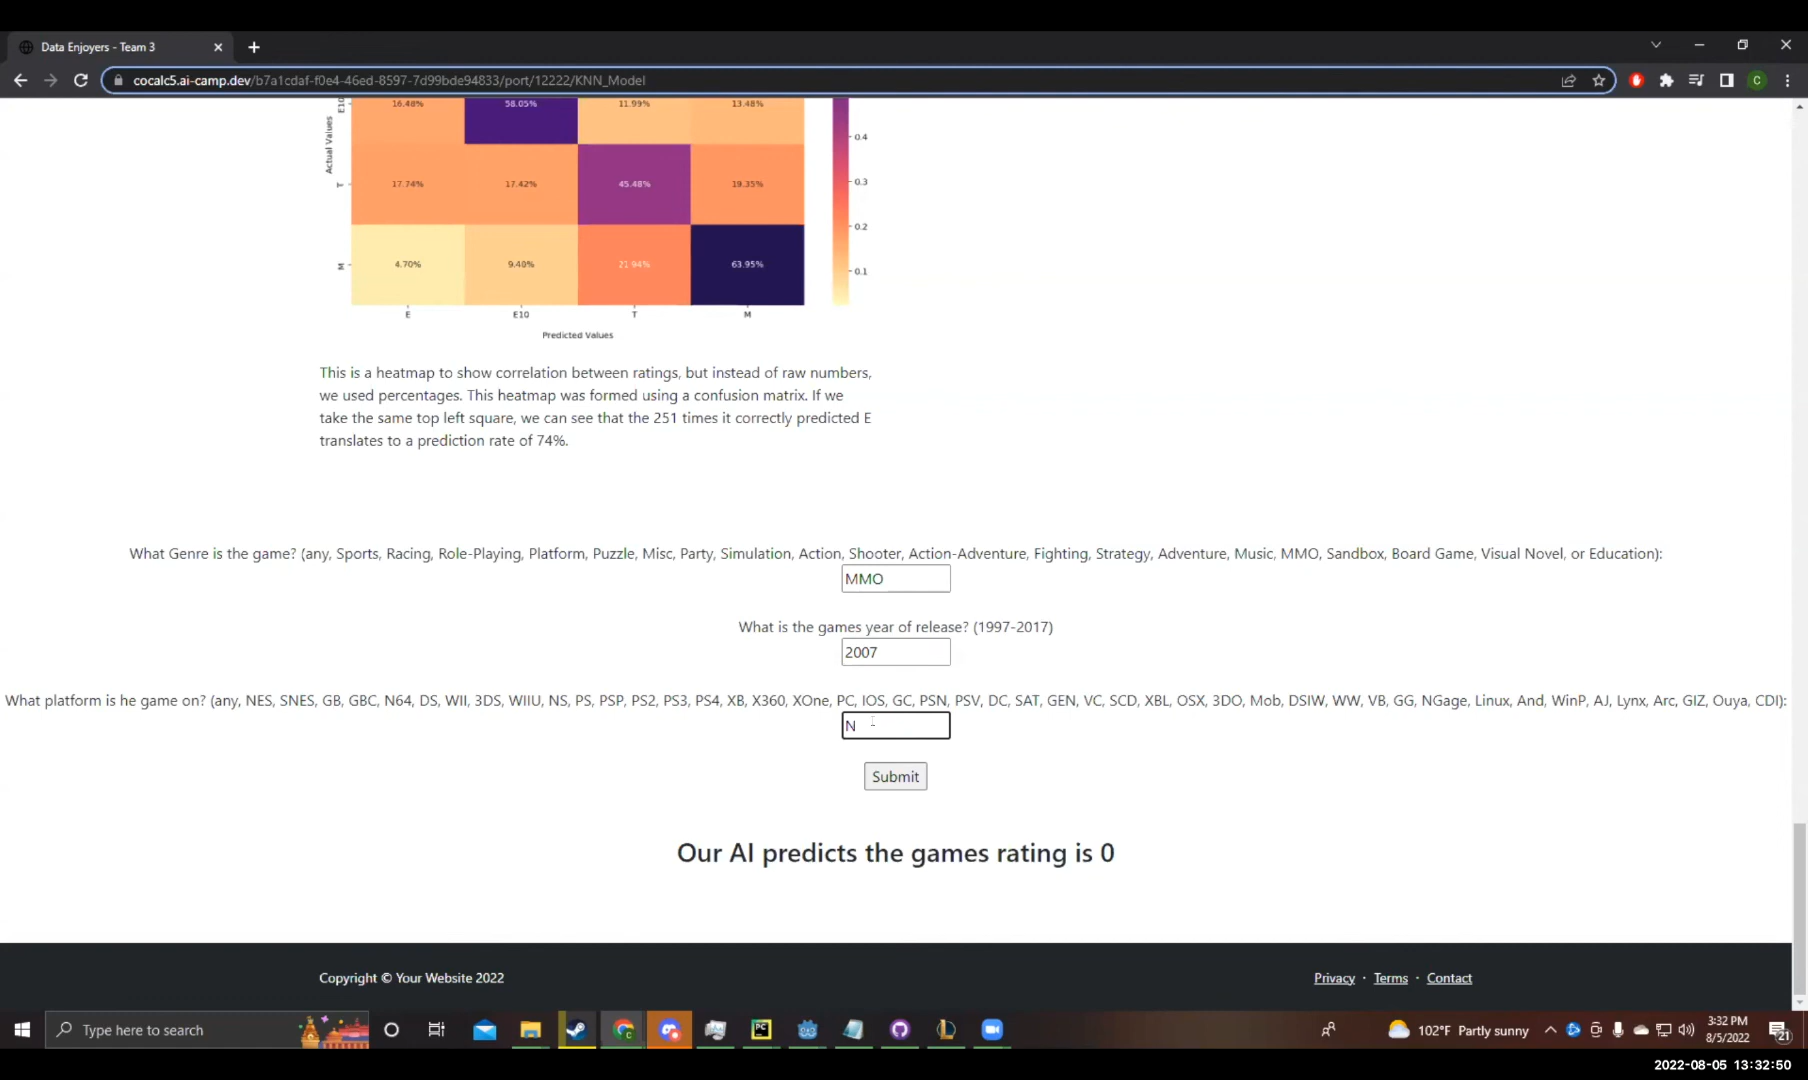 Data Enjoyers - Team 3
cocalc5.ai-camp.dev/b7a1cdaf-f0e4-46ed-8597-7d99bde94833/port/12222/KNN_Model
C
Actual Values
E10
16.48%
58.05%
11.99%
13.48%
T
17.74%
17.42%
45.48%
19.35%
M
4.70%
9.40%
21.94%
63.95%
E
E10
T
M
Predicted Values
0.4
0.3
0.2
0.1
This is a heatmap to show correlation between ratings, but instead of raw numbers,
we used percentages. This heatmap was formed using a confusion matrix. If we
take the same top left square, we can see that the 251 times it correctly predicted E
translates to a prediction rate of 74%.
What Genre is the game? (any, Sports, Racing, Role-Playing, Platform, Puzzle, Misc, Party, Simulation, Action, Shooter, Action-Adventure, Fighting, Strategy, Adventure, Music, MMO, Sandbox, Board Game, Visual Novel, or Education):
MMO
What is the games year of release? (1997-2017)
2007
What platform is he game on? (any, NES, SNES, GB, GBC, N64, DS, WII, 3DS, WIIU, NS, PS, PSP, PS2, PS3, PS4, XB, X360, XOne, PC, IOS, GC, PSN, PSV, DC, SAT, GEN, VC, SCD, XBL, OSX, 3DO, Mob, DSIW, WW, VB, GG, NGage, Linux, And, WinP, AJ, Lynx, Arc, GIZ, Ouya, CDI):
N
Submit
Our AI predicts the games rating is 0
Copyright © Your Website 2022
Privacy · Terms · Contact
Type here to search
PC
102°F Partly sunny
3:32 PM
8/5/2022
21
2022-08-05 13:32:50